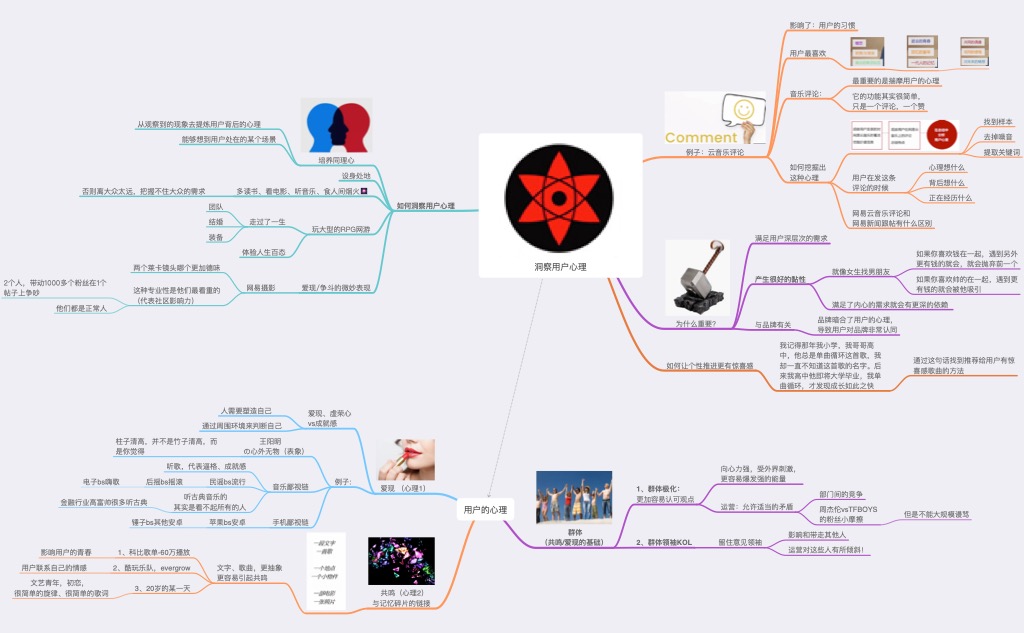 洞察用户心理
影响了：用户的习惯
用户最喜欢
音乐评论：
最重要的是揣摩用户的心理
它的功能其实很简单，
只是一个评论，一个赞
Comment
例子：云音乐评论
如何挖掘出
这种心理
找到样本
去掉噪音
提取关键词
用户在发这条
评论的时候
心理想什么
背后想什么
正在经历什么
网易云音乐评论和
网易新闻跟帖有什么区别
为什么重要？
满足用户深层次的需求
产生很好的黏性
就像女生找男朋友
如果你喜欢钱在一起，遇到另外
更有钱的就会，就会抛弃前一个
如果你喜欢帅的在一起，遇到更
有钱的就会被他吸引
满足了内心的需求就会有更深的依赖
与品牌有关
品牌暗合了用户的心理，
导致用户对品牌非常认同
如何让个性推进更有惊喜感
我记得那年我小学，我哥哥高
中，他总是单曲循环这首歌，我
却一直不知道这首歌的名字。后
来我高中他即将大学毕业，我单
曲循环，才发现成长如此之快
通过这句话找到推荐给用户有惊
喜感歌曲的方法
如何洞察用户心理
培养同理心
从观察到的现象去提炼用户背后的心理
能够想到用户处在的某个场景
设身处地
多读书、看电影、听音乐、食人间烟火
否则离大众太远，把握不住大众的需求
玩大型的RPG网游
走过了一生
团队
结婚
装备
体验人生百态
爱现/争斗的微妙表现
网易摄影
两个莱卡镜头哪个更加德味
这种专业性是他们最看重的
（代表社区影响力）
2个人，带动1000多个粉丝在1个
帖子上争吵
他们都是正常人
用户的心理
爱现 （心理1）
爱现、虚荣心
vs成就感
人需要塑造自己
通过周围环境来判断自己
例子：
王阳明
の心外无物（表象）
柱子清高，并不是竹子清高，而
是你觉得
音乐鄙视链
听歌，代表逼格、成就感
民谣bs流行
后摇bs摇滚
电子bs嗨歌
听古典音乐的
其实是看不起所有的人
金融行业高富帅很多听古典
手机鄙视链
苹果bs安卓
锤子bs其他安卓
共鸣（心理2）
与记忆碎片的链接
一段文字
一首歌
一个地点
一个小物件
一部电影
一张照片
文字、歌曲，更抽象
更容易引起共鸣
1、科比歌单-60万播放
影响用户的青春
2、酷玩乐队，evergrow
用户联系自己的情感
3、20岁的某一天
文艺青年，初恋，
很简单的旋律、很简单的歌词
群体
（共鸣/爱现的基础）
1、群体极化：
更加容易认可观点
向心力强，受外界刺激，
更容易爆发强的能量
运营：允许适当的矛盾
部门间的竞争
周杰伦vsTFBOYS
的粉丝小摩擦
但是不能大规模谩骂
2、群体领袖KOL
握住意见领袖
影响和带走其他人
运营对这些人有所倾斜！